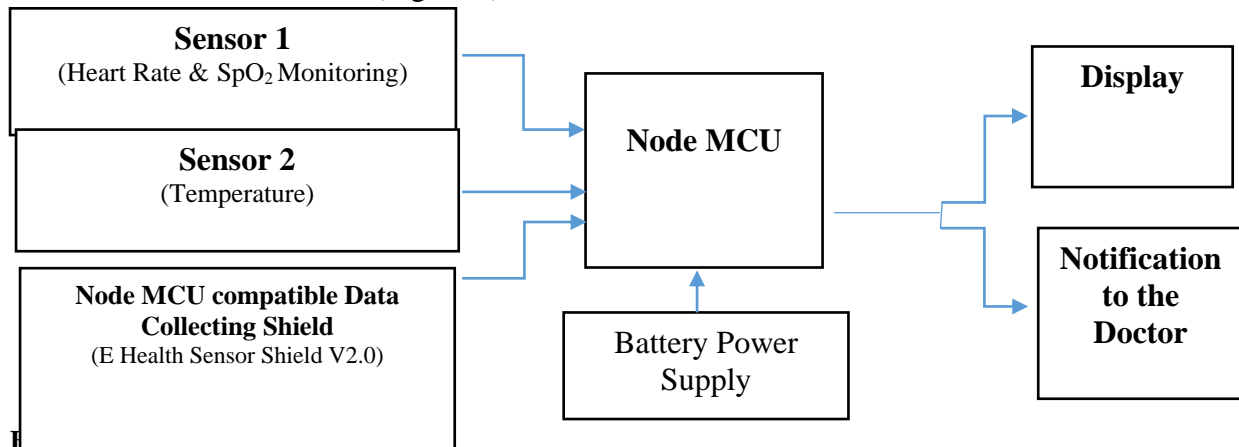 Sensor 1
(Heart Rate & SpO₂ Monitoring)
Sensor 2
(Temperature)
Node MCU compatible Data
Collecting Shield
(E Health Sensor Shield V2.0)
Node MCU
Battery Power
Supply
Display
Notification
to the
Doctor